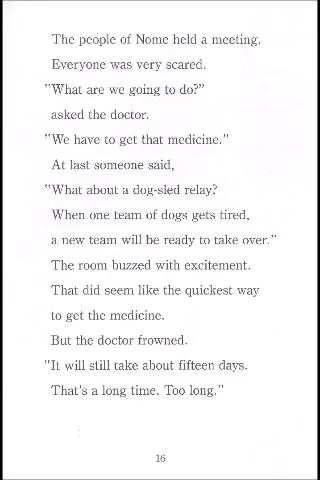 The people of Nome held a meeting.
Everyone was very scared.
"What are we going to do?"
asked the doctor.
"We have to get that medicine."
At last someone said,
"What about a dog-sled relay?
When one team of dogs gets tired,
a new team will be ready to take over."
The room buzzed with excitement.
That did seem like the quickest way
to get the medicine.
But the doctor frowned.
"It will still take about fifteen days.
That's a long time. Too long."
16